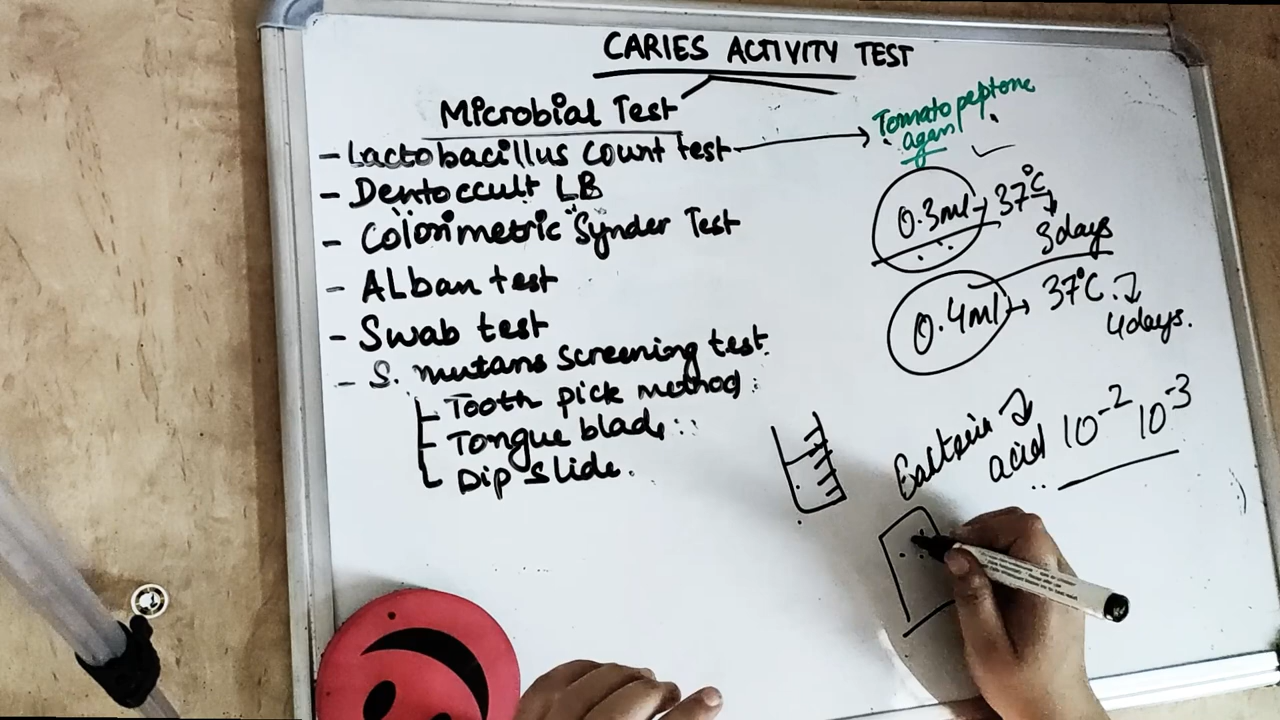 CARIES ACTIVITY TEST
Microbial Test
- Lactobacillus count test →
- Dentoccult LB
- Colorimetric "Synder Test
- Alban test
- Swab test
- S. mutans screening test.
Tooth pick method :
Tongue blade ::
Dip slide.
Tomato peptone
agar
0.3ml → 37°C
3days
0.4ml → 37°C.
4days.
acid 10-2 10-3